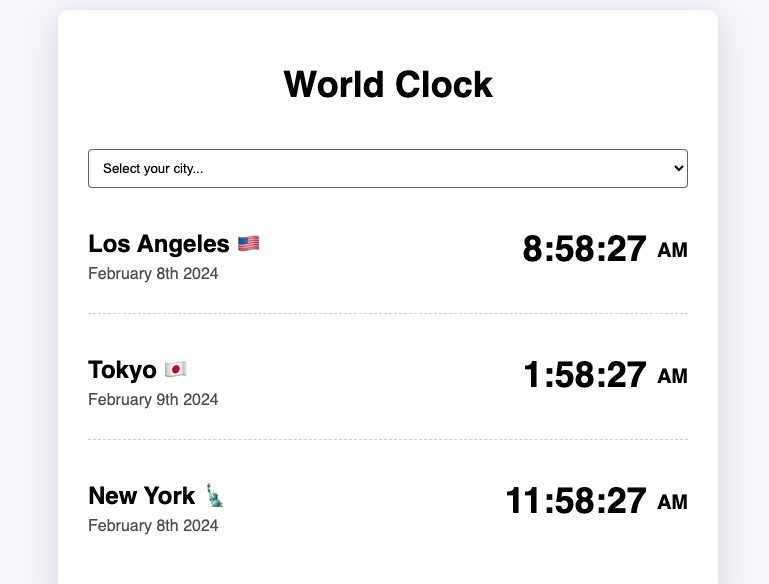 World Clock
Select your city...
Los Angeles 🇺🇸
8:58:27 AM
February 8th 2024
Tokyo 🇯🇵
1:58:27 AM
February 9th 2024
New York 🗽
11:58:27 AM
February 8th 2024